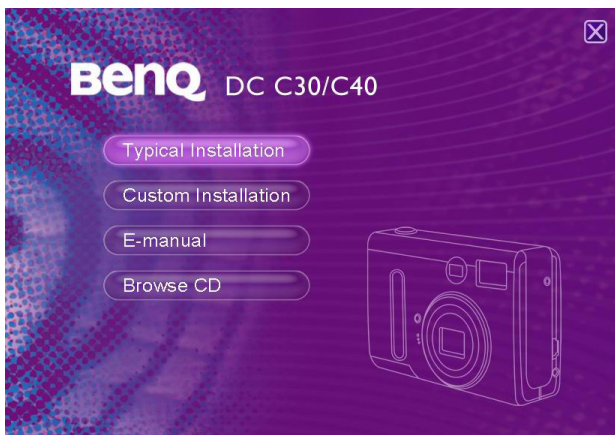 BenQ DC C30/C40
Typical Installation
Custom Installation
E-manual
Browse CD